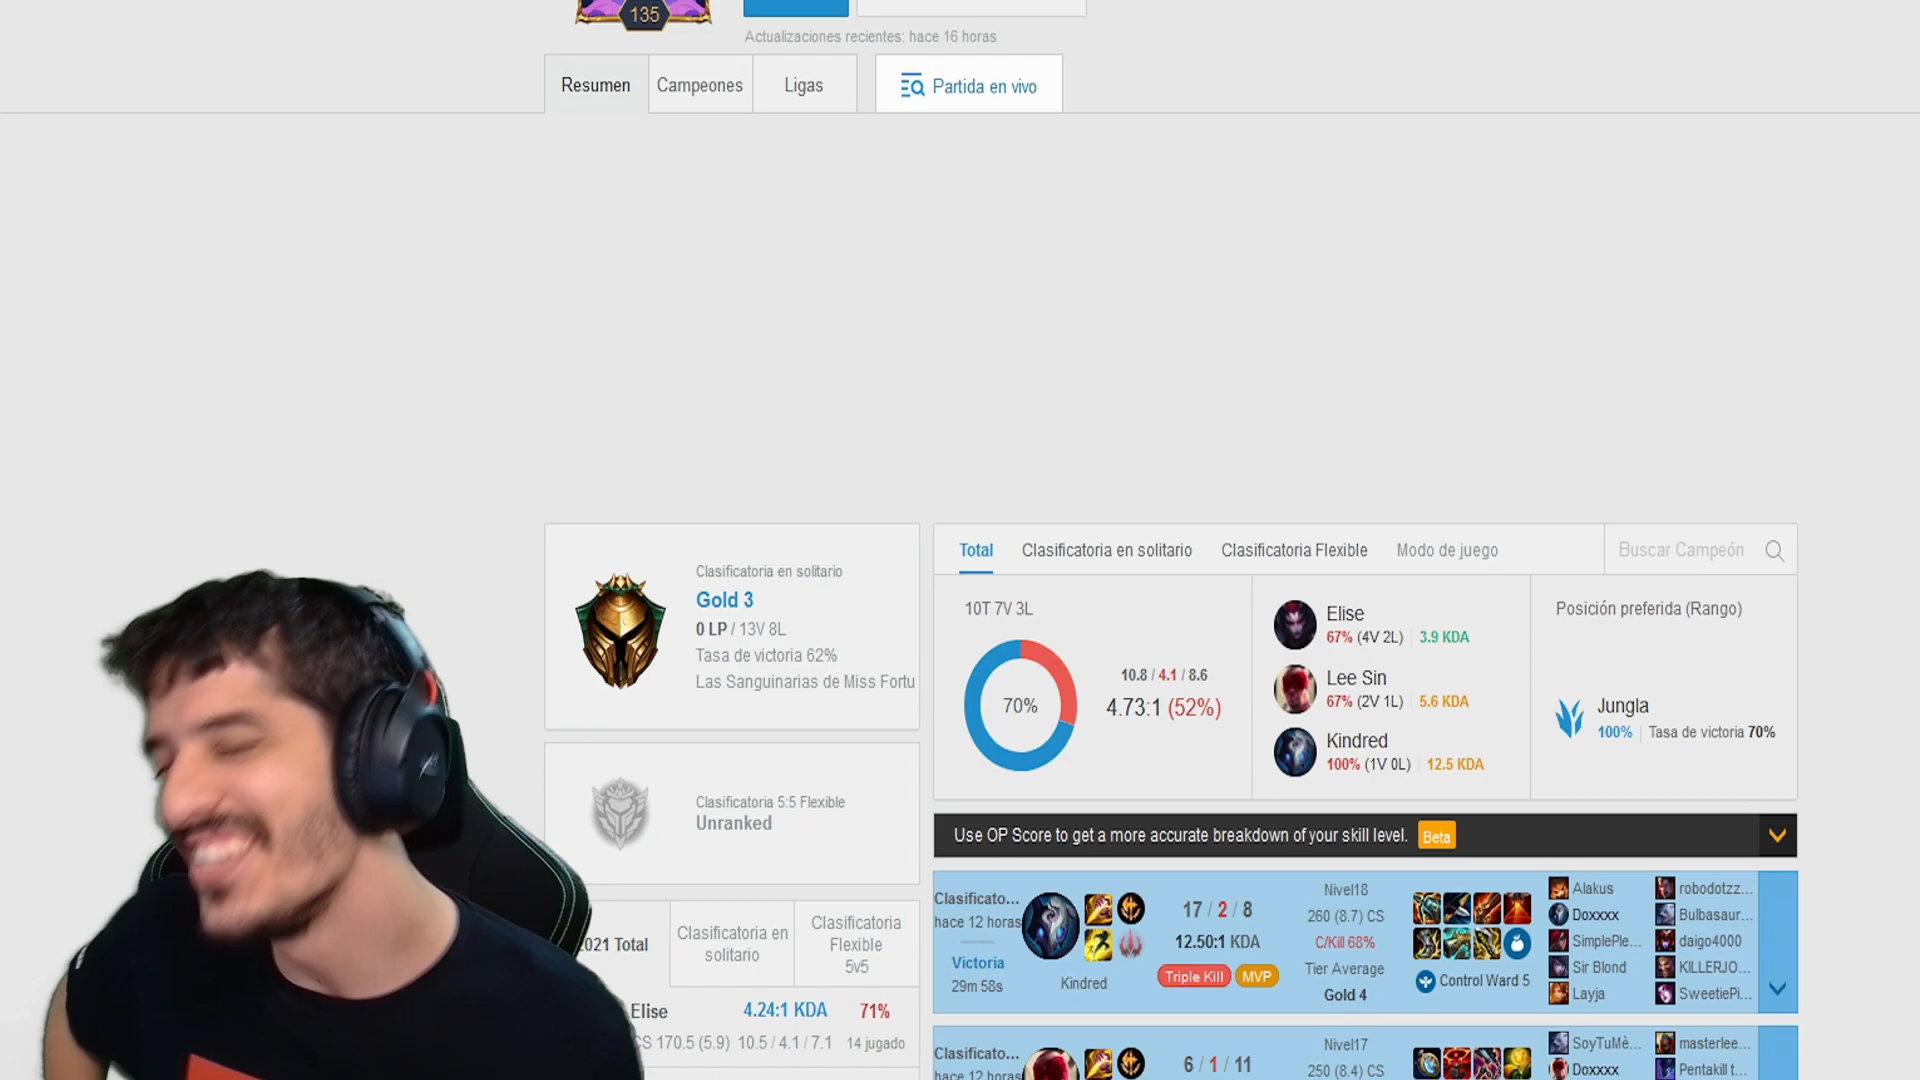 135
Actualizaciones recientes: hace 16 horas
Resumen
Campeones
Ligas
Partida en vivo
Clasificatoria en solitario
Gold 3
0 LP / 13V 8L
Tasa de victoria 62%
Las Sanguinarias de Miss Fortu
Clasificatoria 5:5 Flexible
Unranked
2021 Total
Clasificatoria en solitario
Clasificatoria Flexible 5v5
Elise
4.24:1 KDA
71%
CS 170.5 (5.9)
10.5 / 4.1 / 7.1
14 jugado
Total
Clasificatoria en solitario
Clasificatoria Flexible
Modo de juego
Buscar Campeón
10T 7V 3L
70%
10.8 / 4.1 / 8.6
4.73:1 (52%)
Elise
67% (4V 2L) 3.9 KDA
Lee Sin
67% (2V 1L) 5.6 KDA
Kindred
100% (1V 0L) 12.5 KDA
Posición preferida (Rango)
Jungla
100% Tasa de victoria 70%
Use OP Score to get a more accurate breakdown of your skill level. Beta
Clasificato...
hace 12 horas
Victoria
29m 58s
Kindred
17 / 2 / 8
12.50:1 KDA
Triple Kill
MVP
Nivel18
260 (8.7) CS
C/Kill 68%
Tier Average
Gold 4
Control Ward 5
Alakus
Doxxxx
SimplePle...
Sir Blond
Layja
robodotzz...
Bulbasaur...
daigo4000
KILLERJO...
SweetiePi...
Clasificato...
hace 12 horas
6 / 1 / 11
Nivel17
250 (8.4) CS
SoyTuMè...
Doxxxx
masterlee...
Pentakill t...